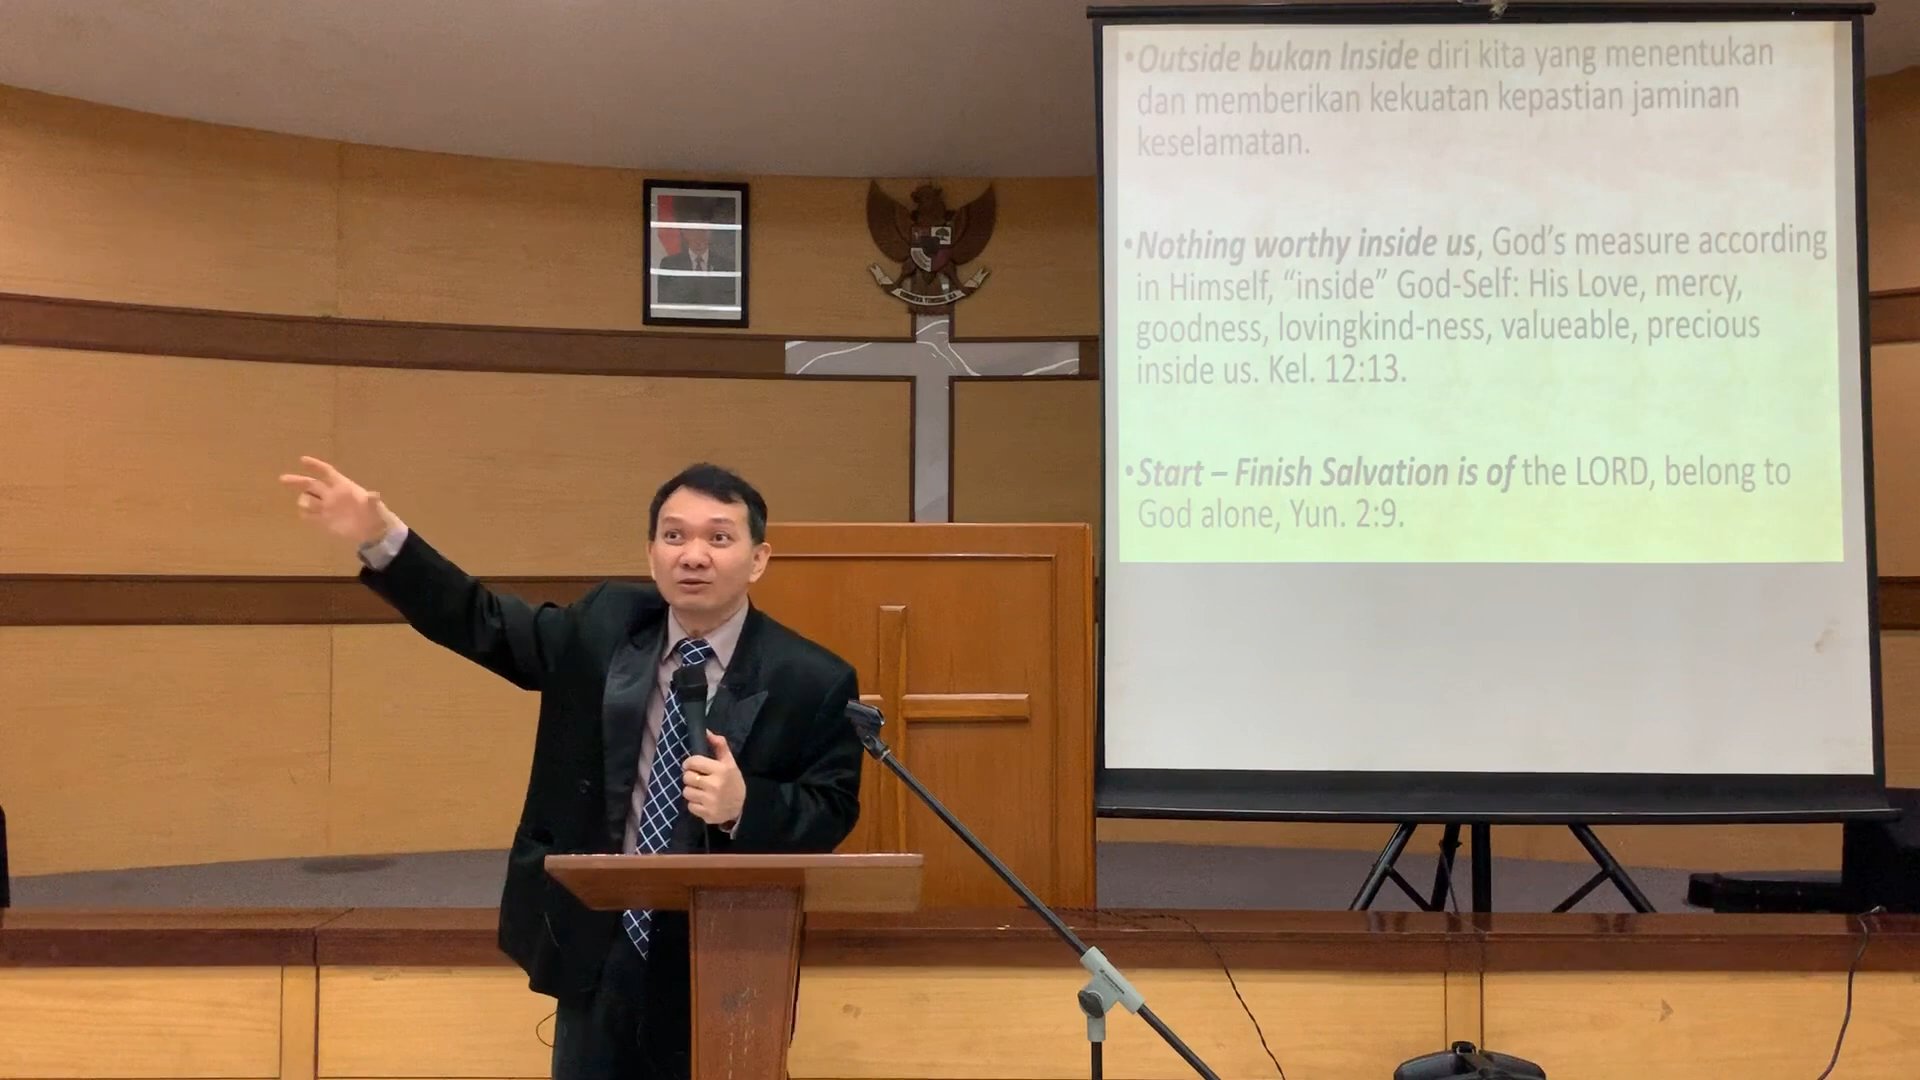 •Outside bukan Inside diri kita yang menentukan
dan memberikan kekuatan kepastian jaminan
keselamatan.
•Nothing worthy inside us, God's measure according
in Himself, “inside” God-Self: His Love, mercy,
goodness, lovingkind-ness, valueable, precious
inside us. Kel. 12:13.
•Start – Finish Salvation is of the LORD, belong to
God alone, Yun. 2:9.